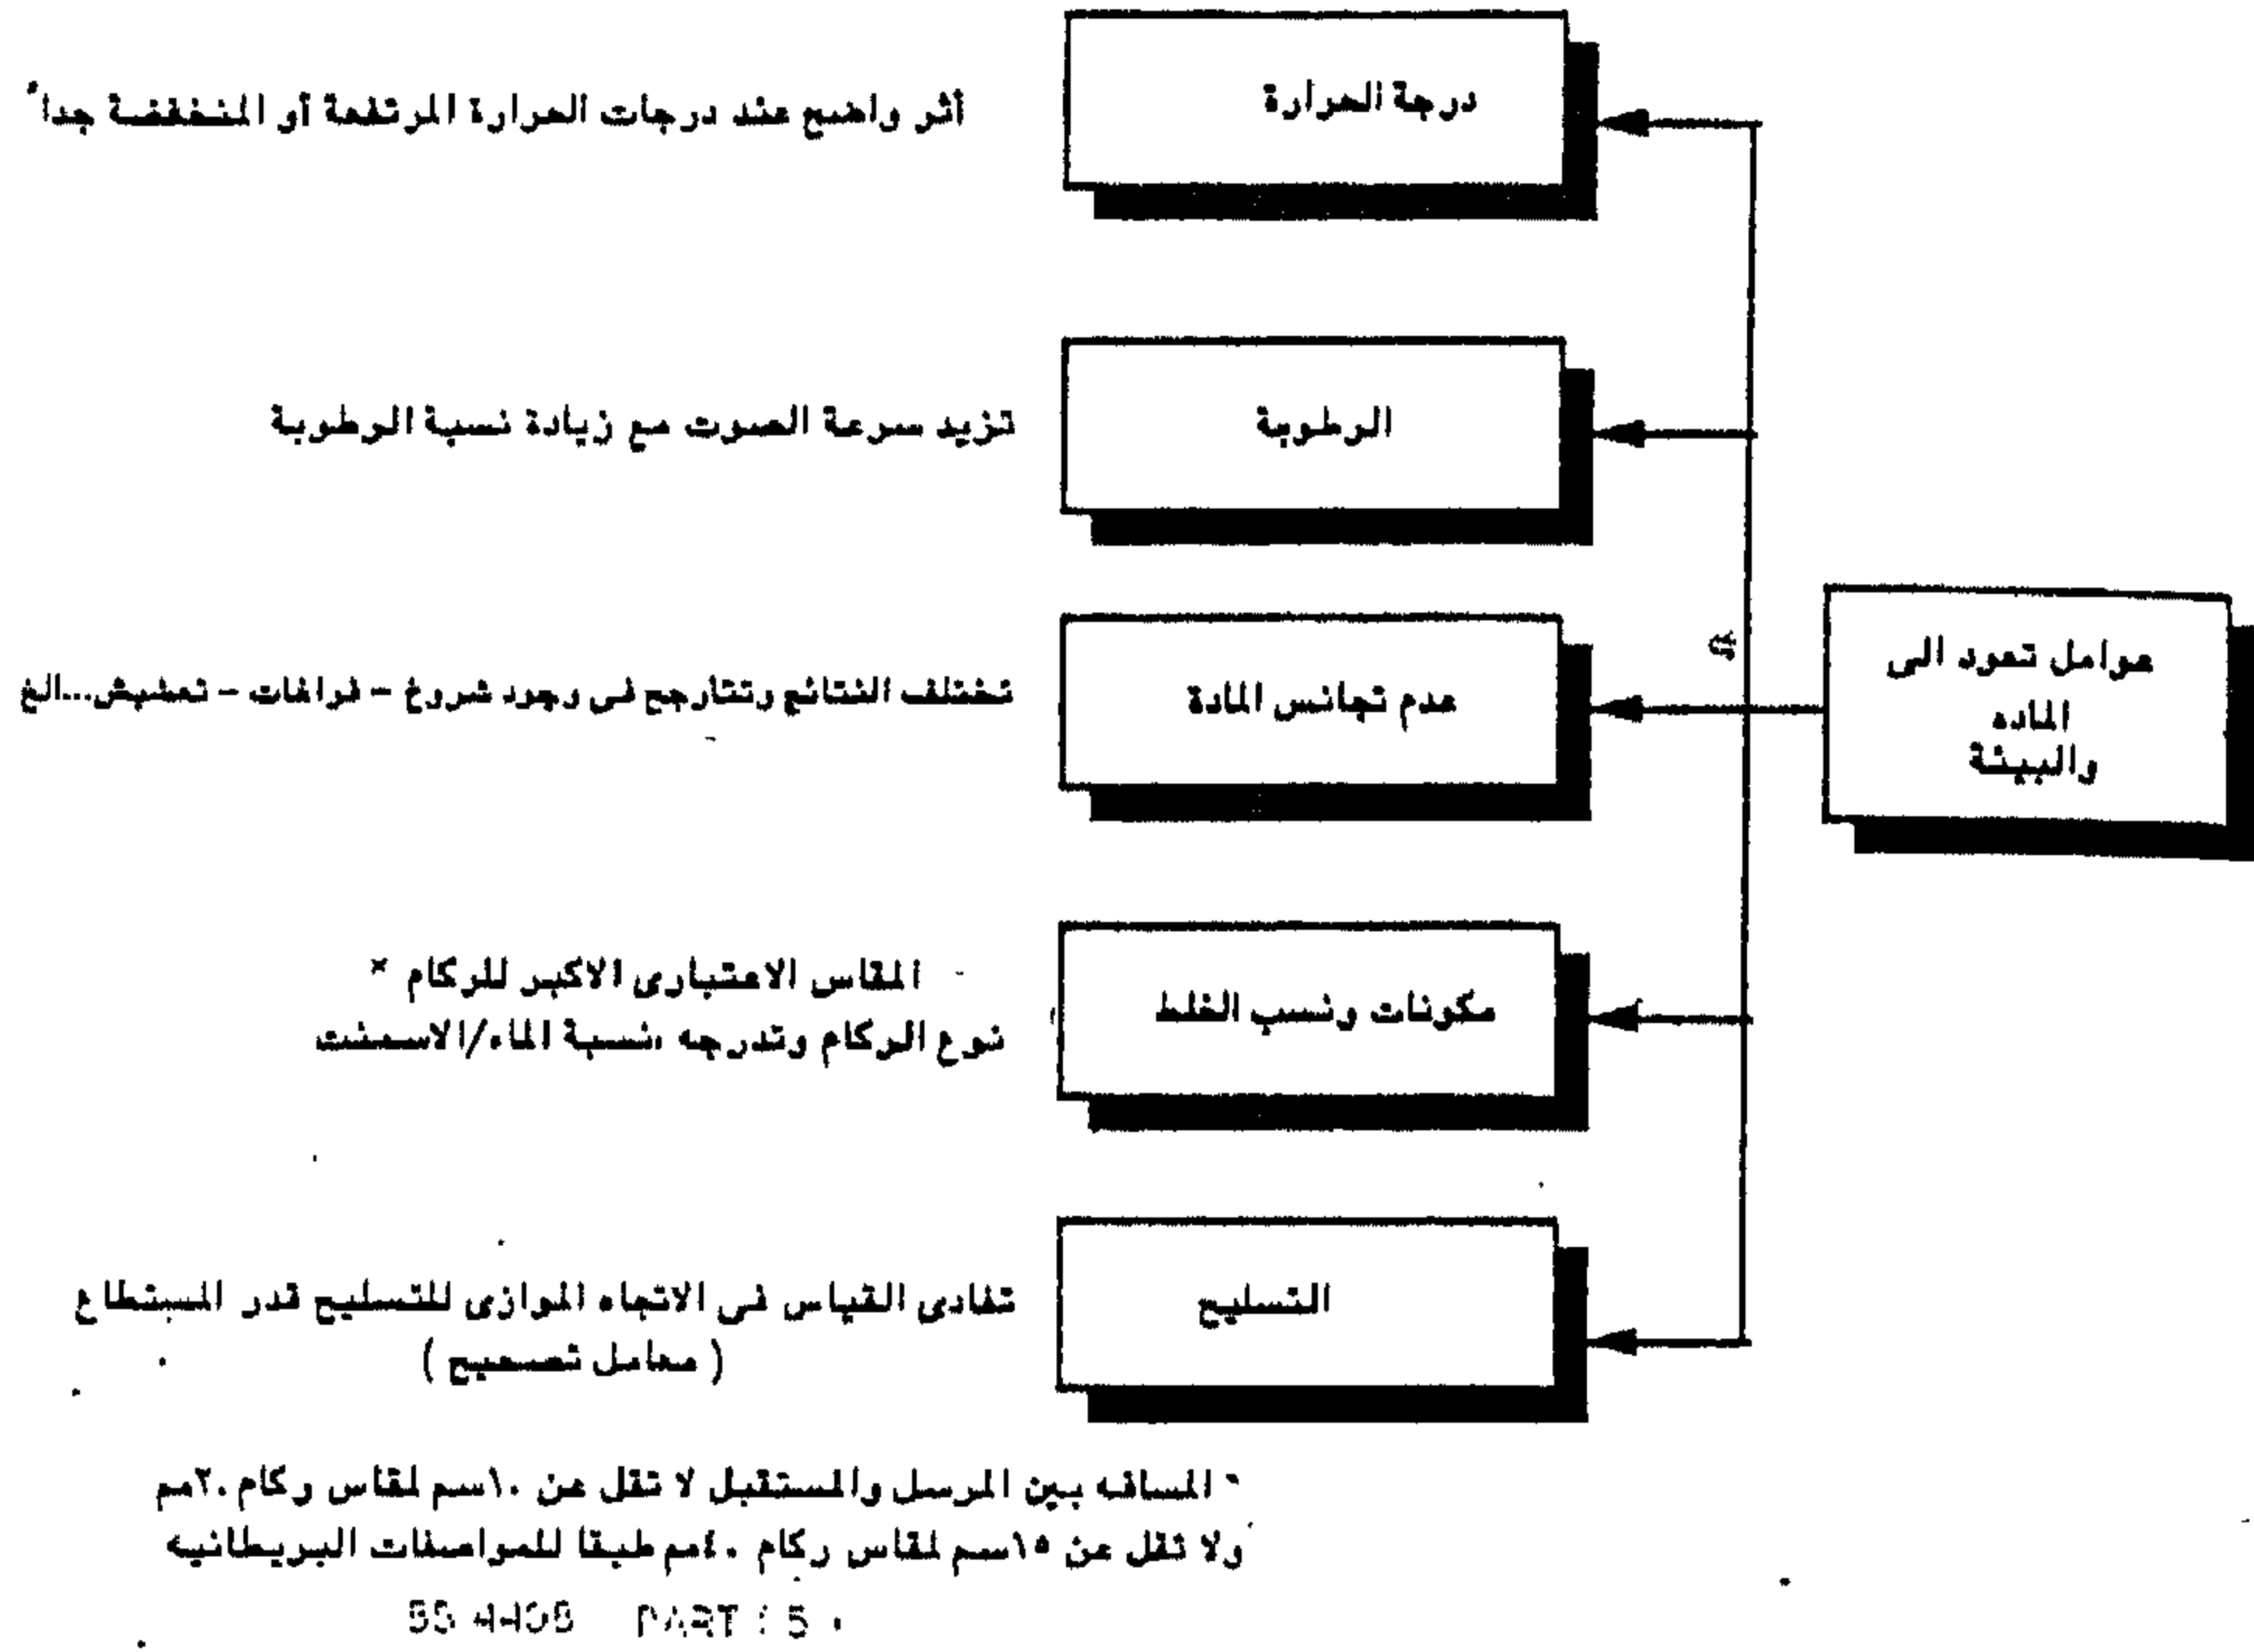 عوامل تعود الى
الماده
والبيئة
درجة الحرارة
أثر واضح عند درجات الحرارة المرتفعة أو المنخفضة جدا
الرطوبة
تزيد سرعة الصوت مع زيادة نسبة الرطوبة
عدم تجانس المادة
تختلف النتائج وتتأرجح فى وجود شروخ - فراغات - تعشيش...الخ
مكونات ونسب الخلط
المقاس الاعتبارى الاكبر للركام *
نوع الركام وتدرجه .نسبة الماء/الاسمنت
التسليح
تفادى القياس فى الاتجاه الموازى للتسليح قدر المستطاع
( معامل تصحيح )
* المسافه بين المرسل والمستقبل لا تقل عن ١٠سم لمقاس ركام ٢٠مم
ولا تقل عن ١٥سم لمقاس ركام ٤٠مم طبقا للمواصفات البريطانيه
BS 4408 PART : 5